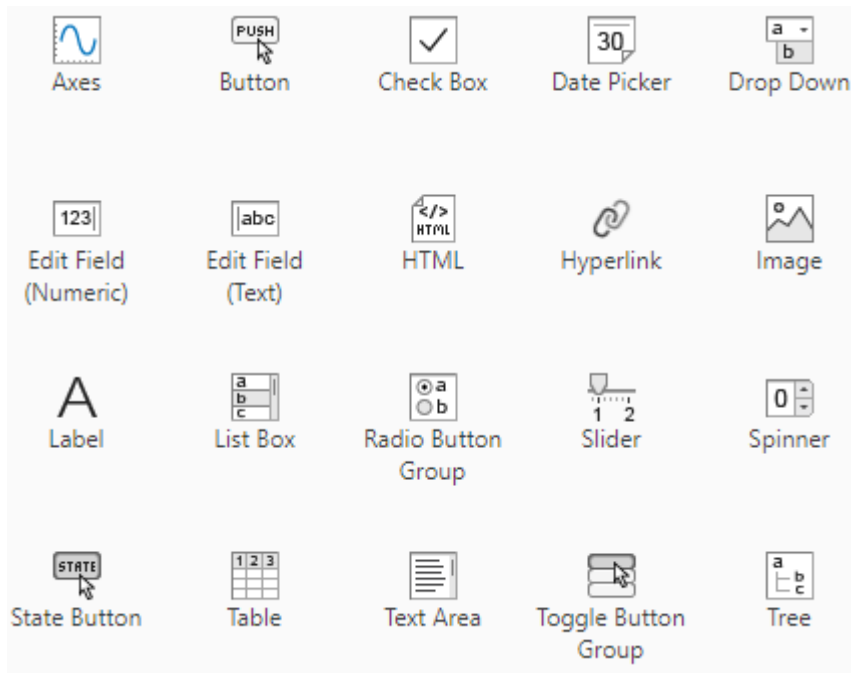 PUSH
30
a
b
Axes
Button
Check Box
Date Picker
Drop Down
123
abc
</>
HTML
Edit Field
(Numeric)
Edit Field
(Text)
HTML
Hyperlink
Image
A
a
b
c
a
b
1 2
0
Label
List Box
Radio Button
Group
Slider
Spinner
STATE
1 2 3
a
b
c
State Button
Table
Text Area
Toggle Button
Group
Tree